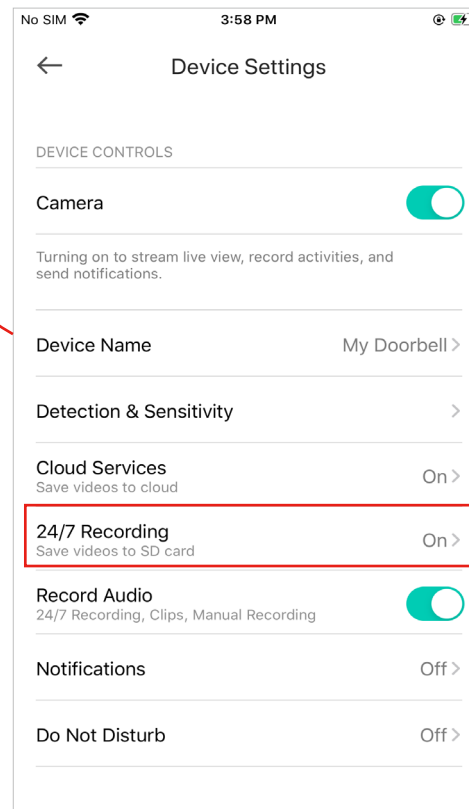 No SIM 3:58 PM
Device Settings
DEVICE CONTROLS
Camera
Turning on to stream live view, record activities, and
send notifications.
Device Name My Doorbell
Detection & Sensitivity
Cloud Services
Save videos to cloud
On
24/7 Recording
Save videos to SD card
On
Record Audio
24/7 Recording, Clips, Manual Recording
Notifications Off
Do Not Disturb Off